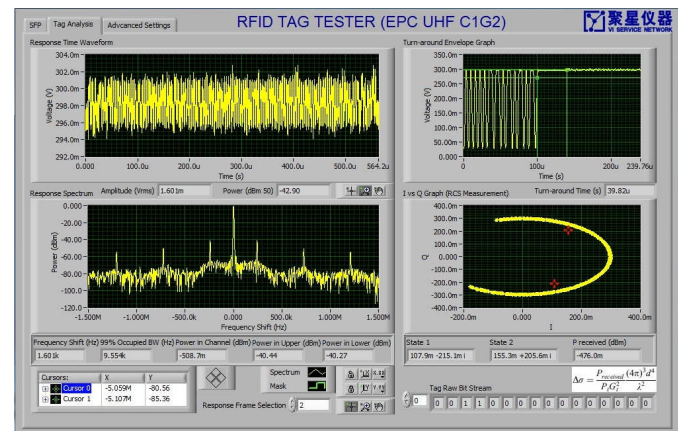 SFP Tag Analysis Advcanced Settings RFID TAG TESTER (EPC UHF C1G2) 聚星仪器
VI SERVICE NETWORK
Response Time Waveform
304.0m
302.0m
300.0m
298.0m
296.0m
294.0m
292.0m
Voltage (V)
0.000 100.0u 200.0u 300.0u 400.0u 500.0u 564.2u
Time (s)
Turn-around Envelope Graph
350.0m
300.0m
250.0m
200.0m
150.0m
100.0m
50.00m
0.000
Voltage (V)
0 100u 200u 239.76u
Time (s)
Response Spectrum Amplitude (Vrms) 1.601m Power (dBm 50) -42.90
0.000
-20.00
-40.00
-60.00
-80.00
-100.0
Power (dBm)
-1.500M -1.000M -500.0k 0.000 500.0k 1.000M 1.500M
Frequency Shift (Hz)
I vs Q Graph (RCS Measurement) Turn-around Time (s) 39.82u
400.0m
300.0m
200.0m
100.0m
0.000
-100.0m
-200.0m
-300.0m
-400.0m
Q
-200.0m 0.000 200.0m 400.0m
I
Frequency Shift (Hz) 99% Occupied BW (Hz) Power in Channel (dBm) Power in Upper (dBm) Power in Lower (dBm)
1.601k 9.554k -508.7m -40.44 -40.27
State 1 State 2 P received (dBm)
107.9m -215.1m i 155.3m +205.6m i -476.0m
Cursors: X Y
Cursor 0 -5.059M -80.56
Cursor 1 -5.107M -85.36
Spectrum
Mask
Response Frame Selection 2
Δσ = P_received (4π)³d⁴ / P_t G_t² λ²
Tag Raw Bit Stream
0 0 0 1 1 0 0 0 0 0 0 0 0 0 0 0 0